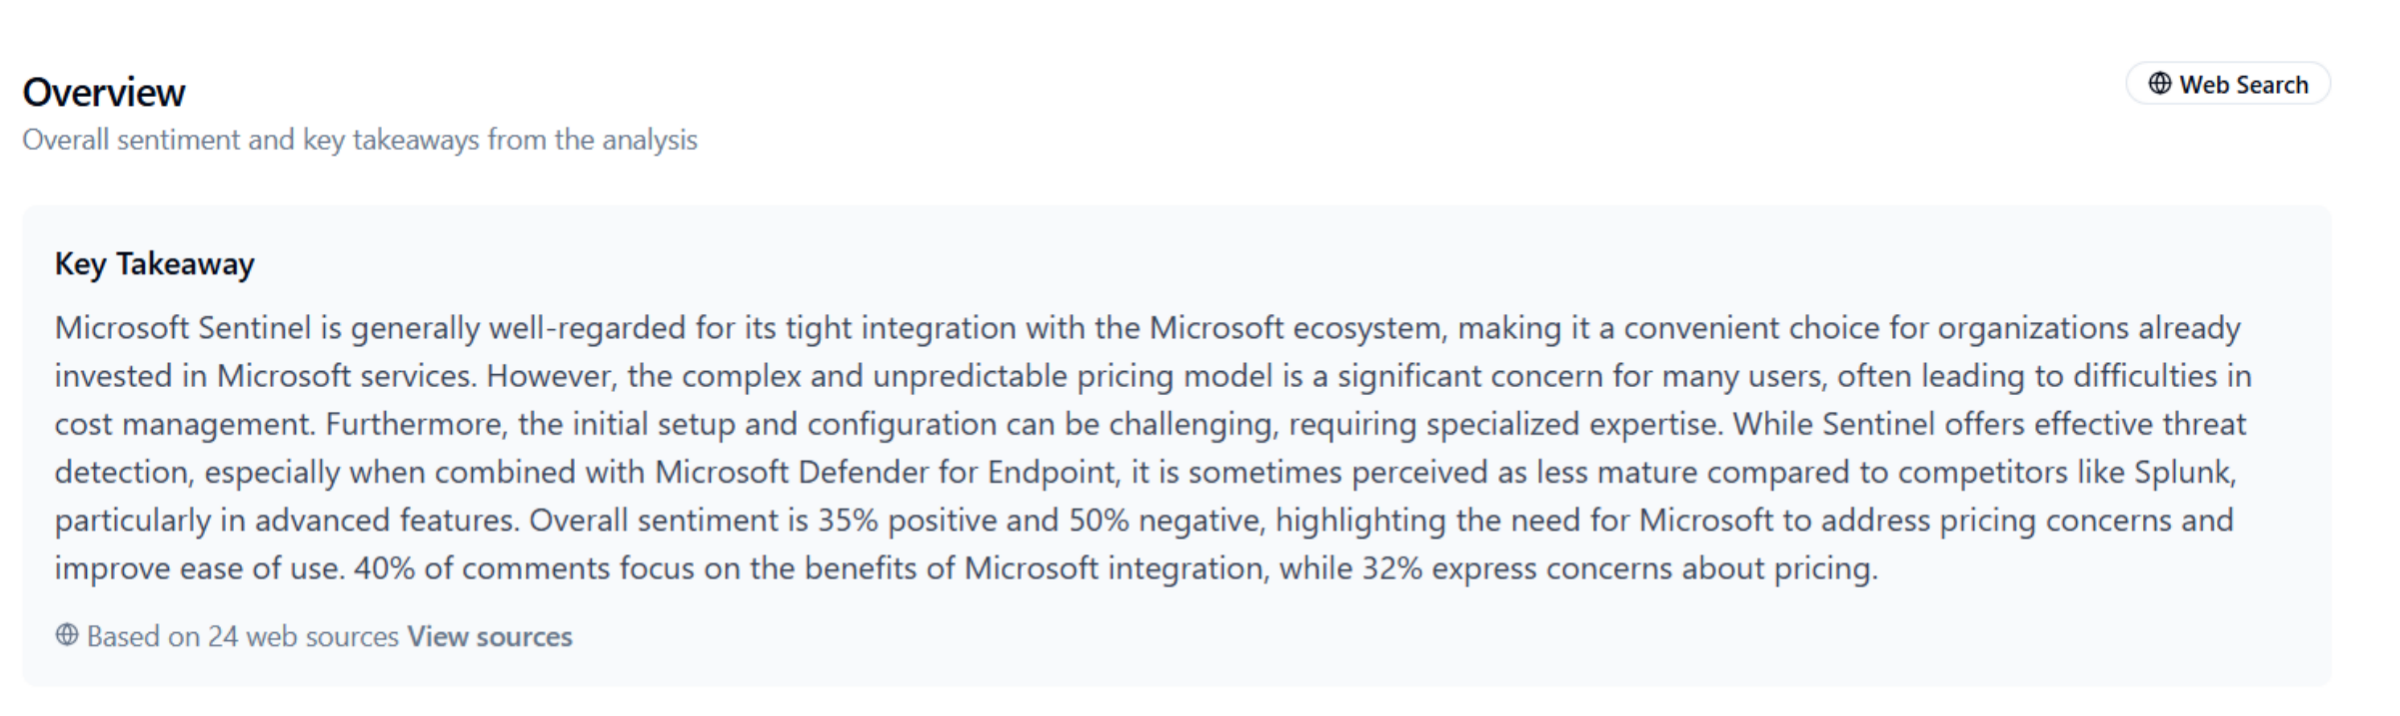 Overview
Web Search
Overall sentiment and key takeaways from the analysis
Key Takeaway
Microsoft Sentinel is generally well-regarded for its tight integration with the Microsoft ecosystem, making it a convenient choice for organizations already
invested in Microsoft services. However, the complex and unpredictable pricing model is a significant concern for many users, often leading to difficulties in
cost management. Furthermore, the initial setup and configuration can be challenging, requiring specialized expertise. While Sentinel offers effective threat
detection, especially when combined with Microsoft Defender for Endpoint, it is sometimes perceived as less mature compared to competitors like Splunk,
particularly in advanced features. Overall sentiment is 35% positive and 50% negative, highlighting the need for Microsoft to address pricing concerns and
improve ease of use. 40% of comments focus on the benefits of Microsoft integration, while 32% express concerns about pricing.
Based on 24 web sources View sources